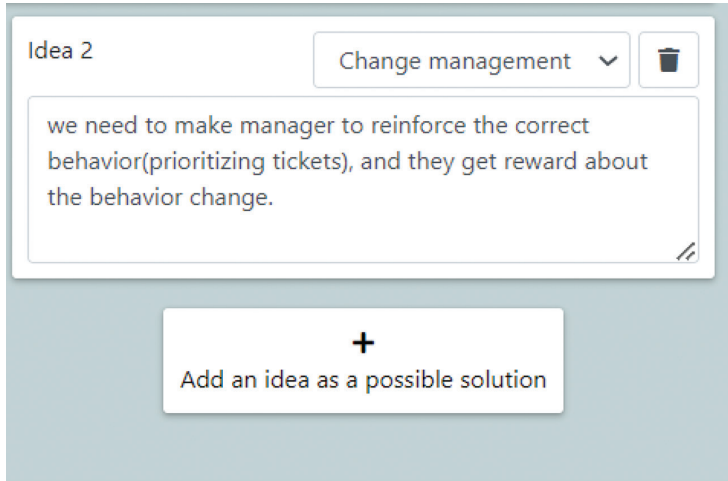 Idea 2
Change management
we need to make manager to reinforce the correct
behavior(prioritizing tickets), and they get reward about
the behavior change.
+
Add an idea as a possible solution